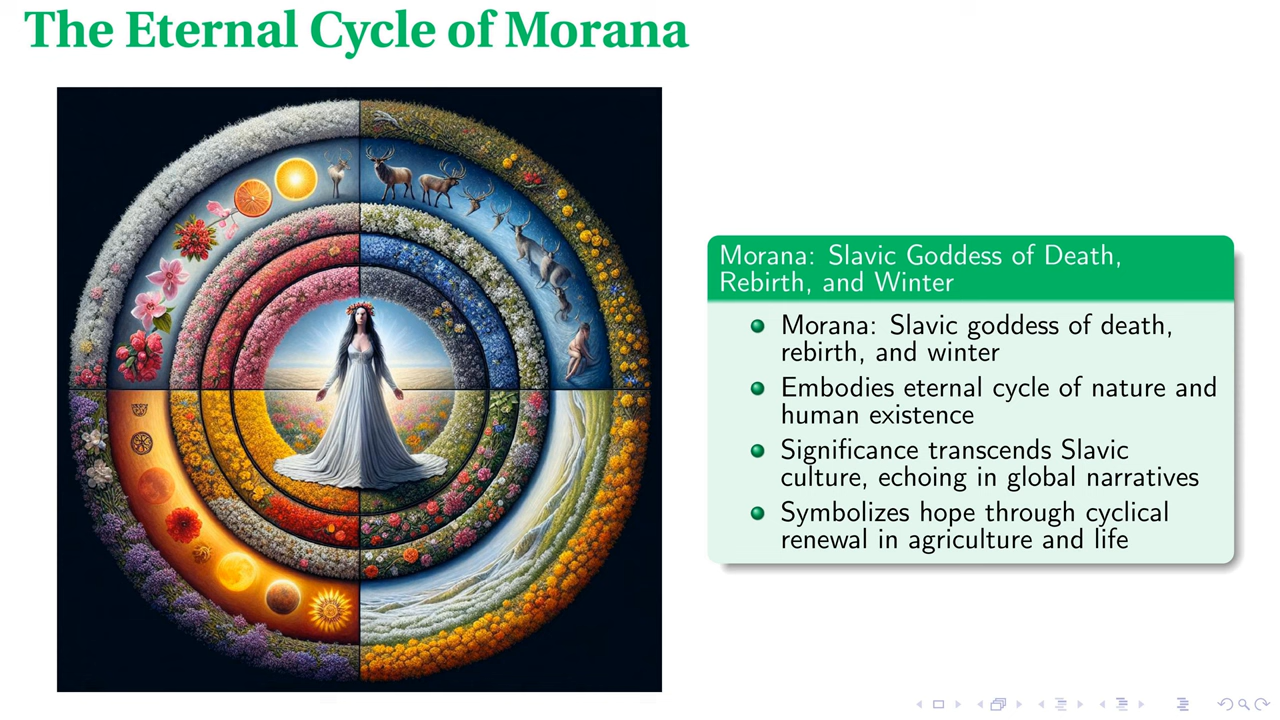 The Eternal Cycle of Morana
Morana: Slavic Goddess of Death,
Rebirth, and Winter
Morana: Slavic goddess of death,
rebirth, and winter
Embodies eternal cycle of nature and
human existence
Significance transcends Slavic
culture, echoing in global narratives
Symbolizes hope through cyclical
renewal in agriculture and life